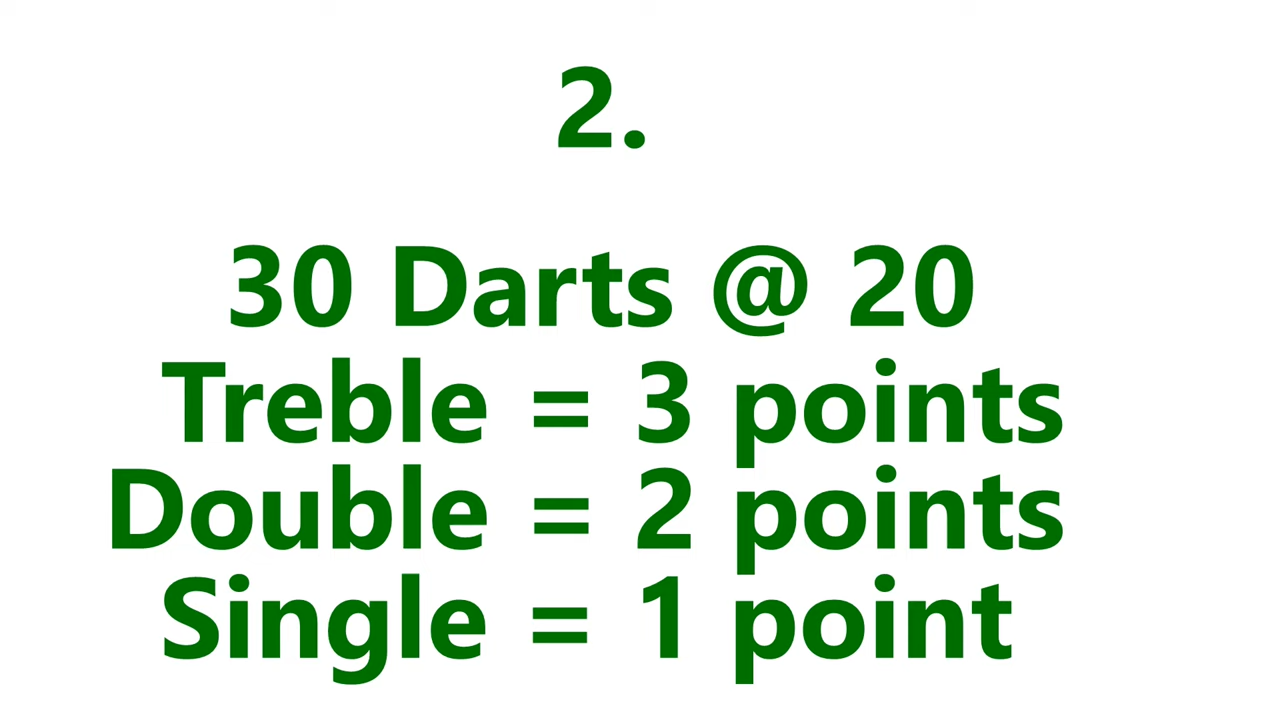 2.
30 Darts @ 20
Treble = 3 points
Double = 2 points
Single = 1 point